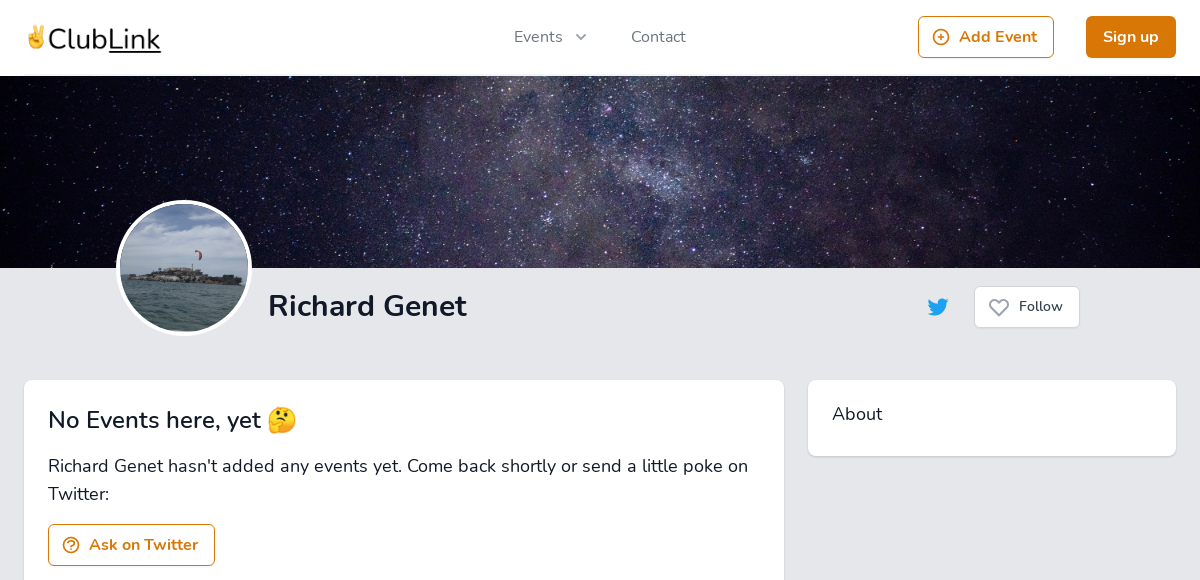 ✌️ClubLink
Events
Contact
Add Event
Sign up
Richard Genet
Follow
No Events here, yet 🤔
Richard Genet hasn't added any events yet. Come back shortly or send a little poke on
Twitter:
Ask on Twitter
About